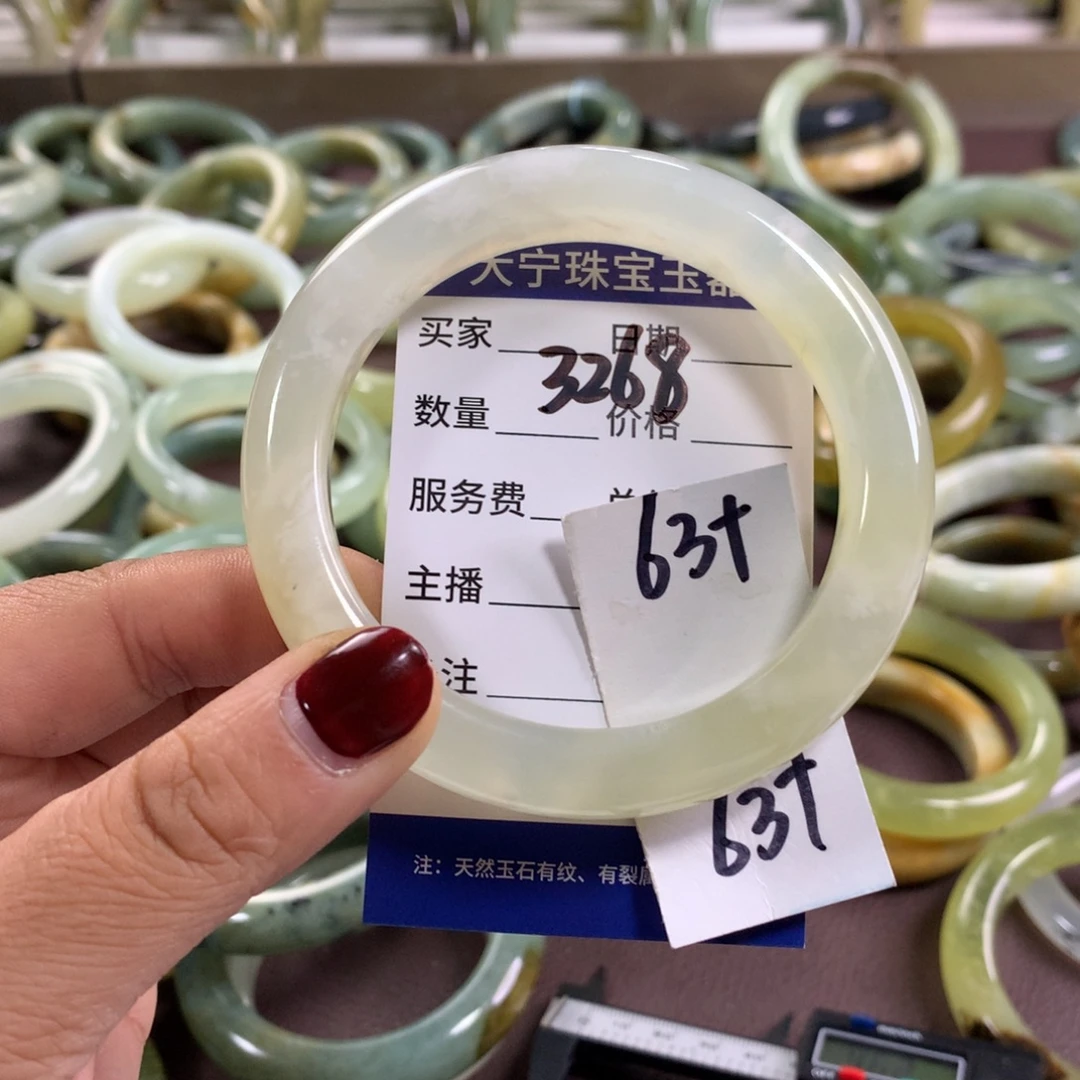 天宁珠宝玉器
买家 日期
3268
数量 价格
服务费
63t
主播
注
63t
注：天然玉石有纹、有裂属